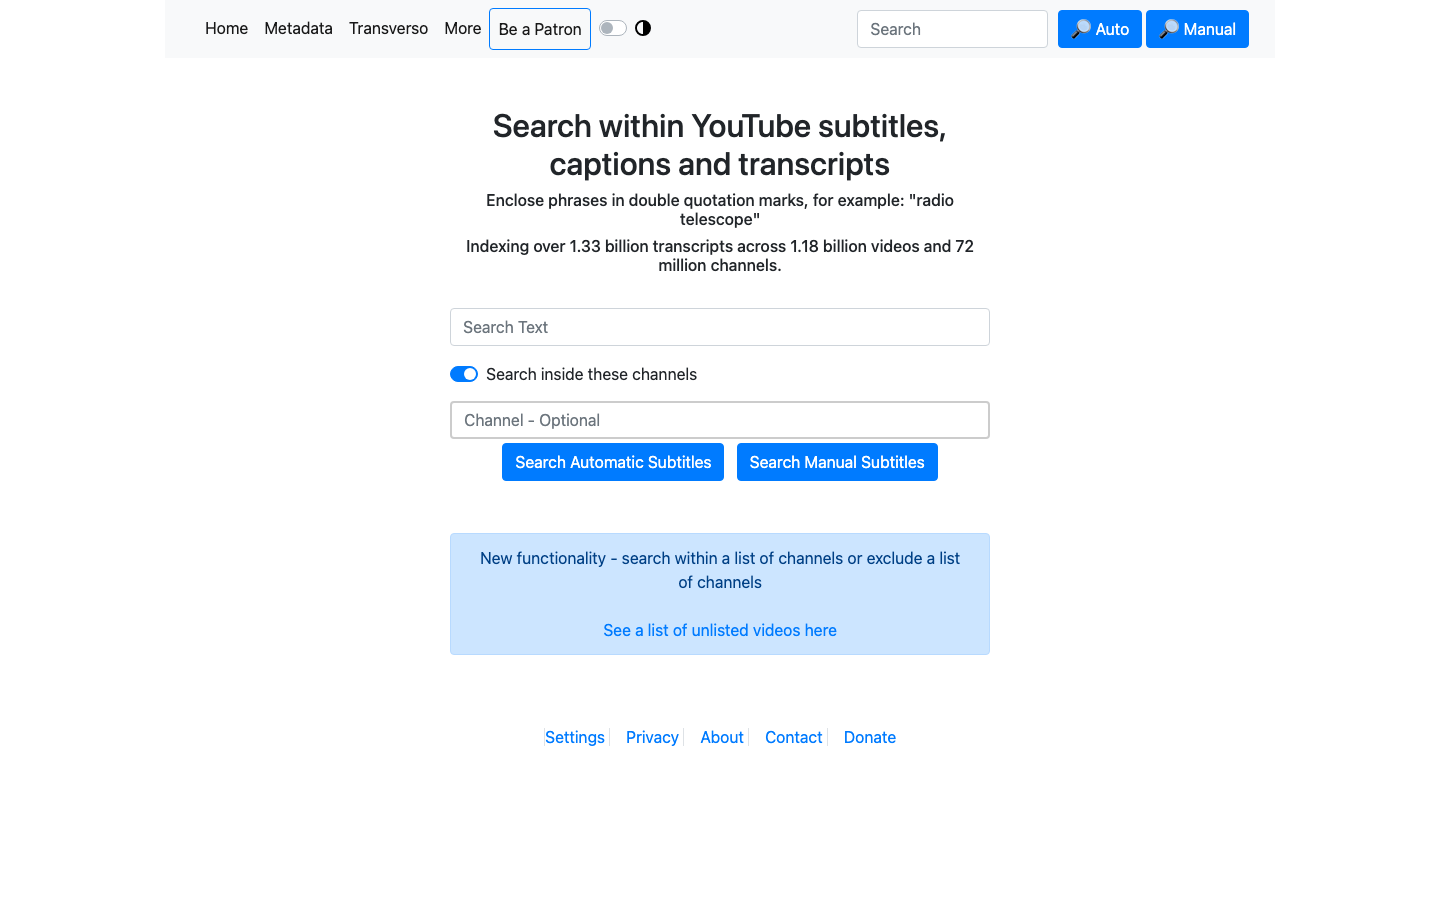 Home Metadata Transverso More Be a Patron Search Auto Manual
Search within YouTube subtitles,
captions and transcripts
Enclose phrases in double quotation marks, for example: "radio
telescope"
Indexing over 1.33 billion transcripts across 1.18 billion videos and 72
million channels.
Search Text
Search inside these channels
Channel - Optional
Search Automatic Subtitles Search Manual Subtitles
New functionality - search within a list of channels or exclude a list
of channels
See a list of unlisted videos here
Settings Privacy About Contact Donate